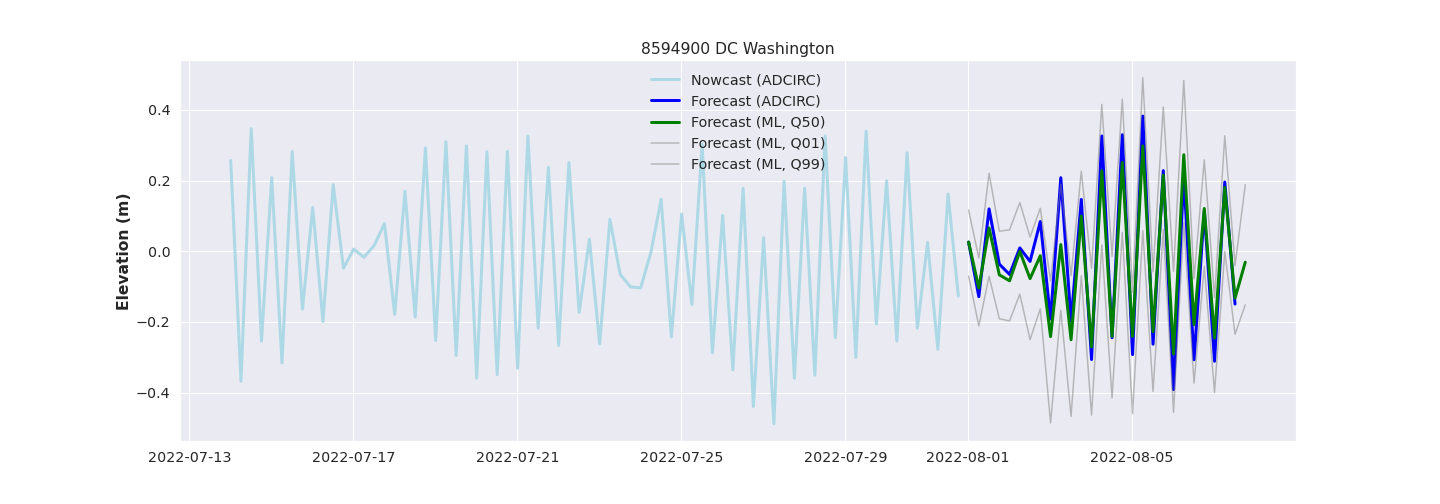 8594900 DC Washington
Nowcast (ADCIRC)
Forecast (ADCIRC)
Forecast (ML, Q50)
Forecast (ML, Q01)
Forecast (ML, Q99)
Elevation (m)
0.4
0.2
0.0
−0.2
−0.4
2022-07-13 2022-07-17 2022-07-21 2022-07-25 2022-07-29 2022-08-01 2022-08-05